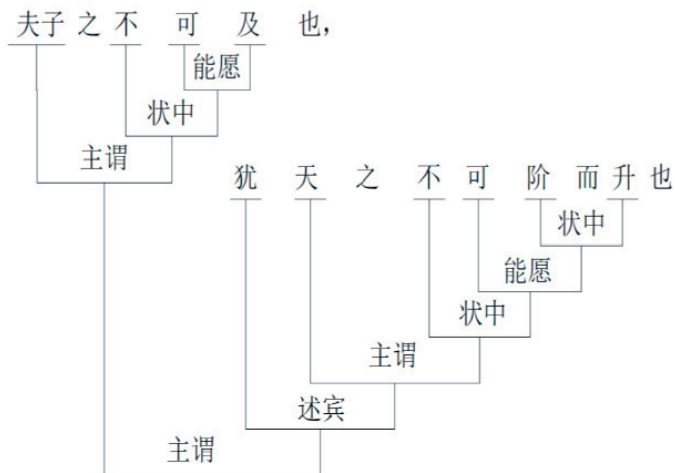 夫子之不可及也，
能愿
状中
主谓
犹天之不可阶而升也
状中
能愿
状中
主谓
述宾
主谓